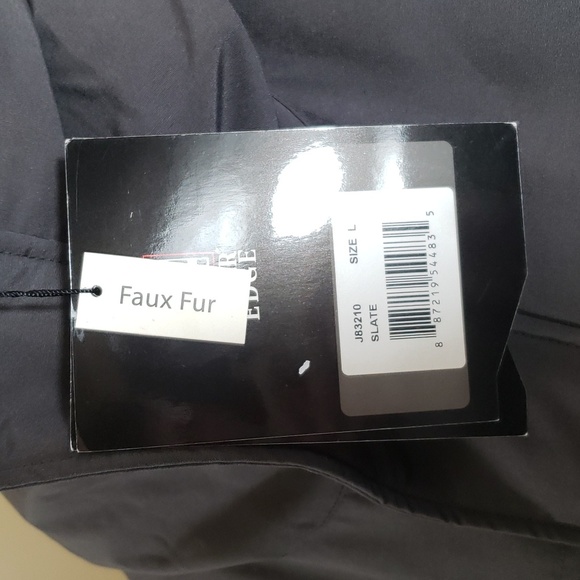 Faux Fur
EDGE
J83210
SIZE L
SLATE
8 87219 54483 5